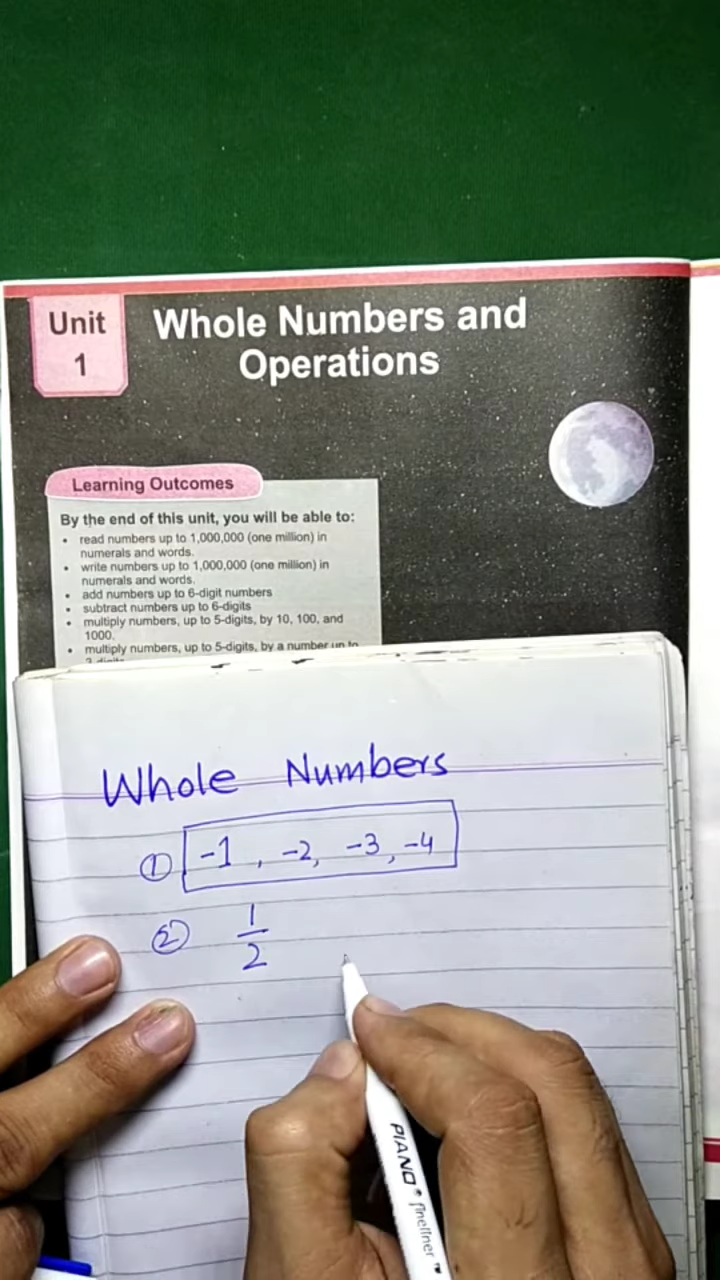 Unit
1
Whole Numbers and
Operations
Learning Outcomes
By the end of this unit, you will be able to:
• read numbers up to 1,000,000 (one million) in
numerals and words.
• write numbers up to 1,000,000 (one million) in
numerals and words.
• add numbers up to 6-digit numbers
• subtract numbers up to 6-digits
• multiply numbers, up to 5-digits, by 10, 100, and
1000.
• multiply numbers, up to 5-digits, by a number up to
Whole Numbers
① -1 , -2, -3, -4
② 1/2
PIANO fineliner